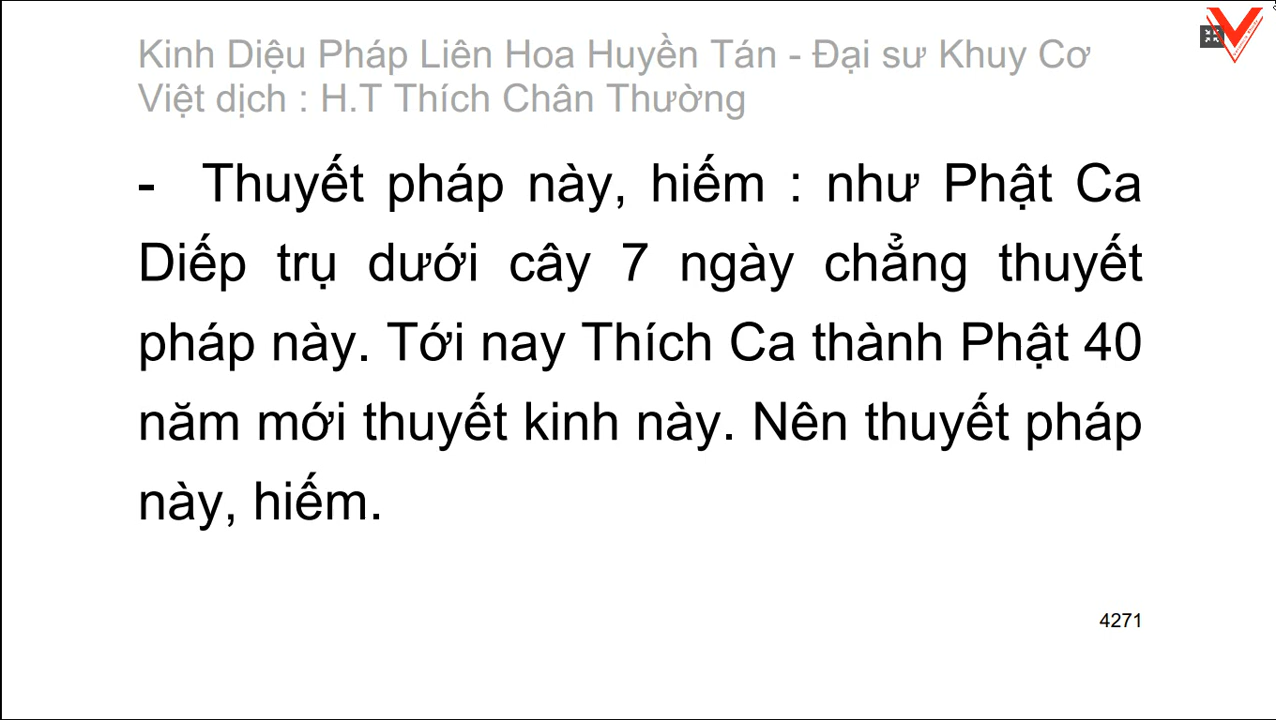 Kinh Diệu Pháp Liên Hoa Huyền Tán - Đại sư Khuy Cơ
Việt dịch : H.T Thích Chân Thường
- Thuyết pháp này, hiếm : như Phật Ca
Diếp trụ dưới cây 7 ngày chẳng thuyết
pháp này. Tới nay Thích Ca thành Phật 40
năm mới thuyết kinh này. Nên thuyết pháp
này, hiếm.
4271